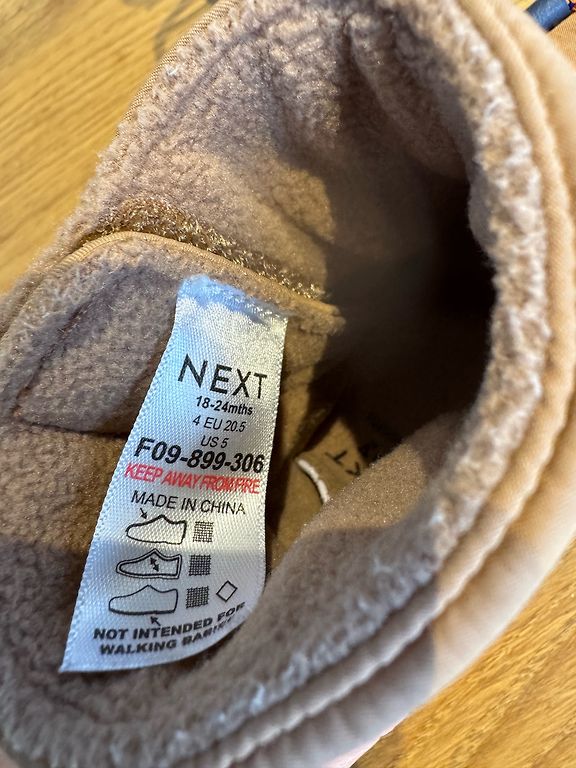 NEXT
18-24mths
4 EU 20.5
US 5
F09-899-306
KEEP AWAY FROM FIRE
MADE IN CHINA
NOT INTENDED FOR
WALKING